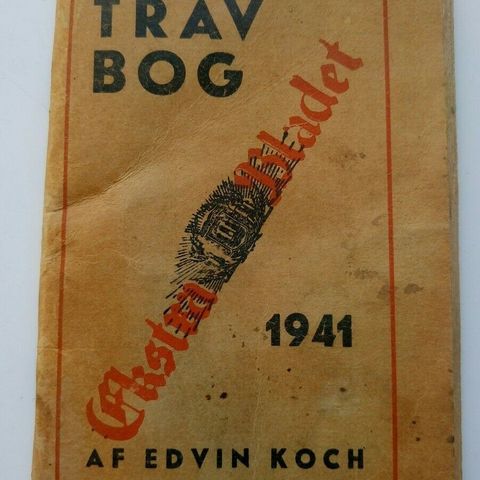 TRAV
BOG
Ekstra Bladet
1941
AF EDVIN KOCH